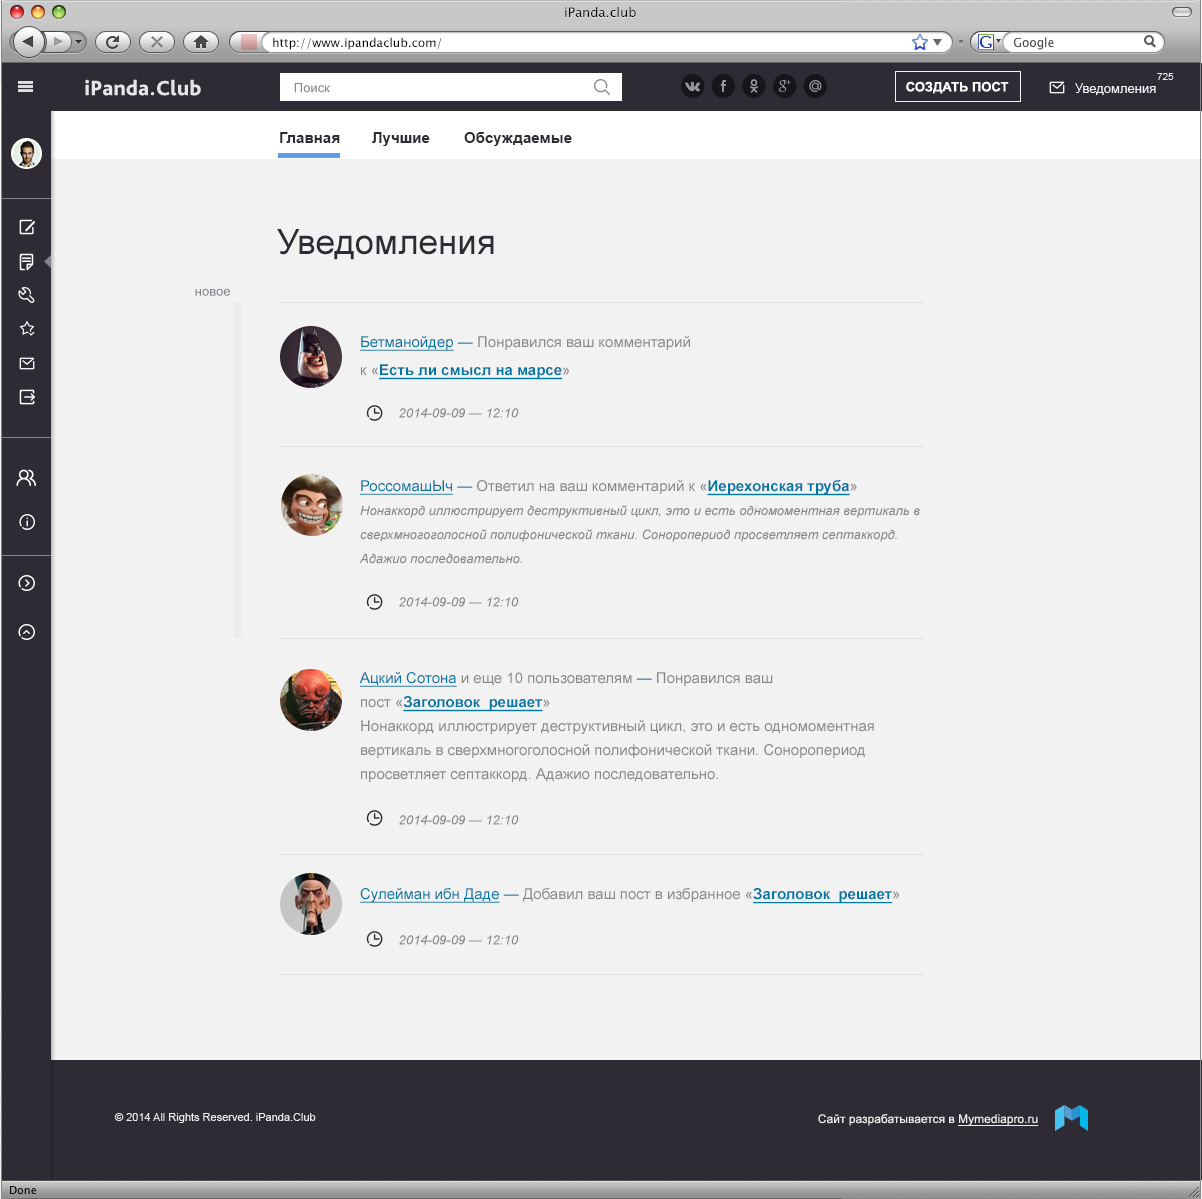 iPanda.club
http://www.ipandaclub.com/
G
Google
iPanda.Club
Поиск
СОЗДАТЬ ПОСТ
Уведомления 725
Главная Лучшие Обсуждаемые
Уведомления
новое
Бетманойдер — Понравился ваш комментарий
к «Есть ли смысл на марсе»
2014-09-09 — 12:10
РоссомашЫч — Ответил на ваш комментарий к «Иерехонская труба»
Нонаккорд иллюстрирует деструктивный цикл, это и есть одномоментная вертикаль в
сверхмногоголосной полифонической ткани. Соноропериод просветляет септаккорд.
Адажио последовательно.
2014-09-09 — 12:10
Ацкий Сотона и еще 10 пользователям — Понравился ваш
пост «Заголовок решает»
Нонаккорд иллюстрирует деструктивный цикл, это и есть одномоментная
вертикаль в сверхмногоголосной полифонической ткани. Соноропериод
просветляет септаккорд. Адажио последовательно.
2014-09-09 — 12:10
Сулейман ибн Даде — Добавил ваш пост в избранное «Заголовок решает»
2014-09-09 — 12:10
© 2014 All Rights Reserved. iPanda.Club
Сайт разрабатывается в Mymediapro.ru
Done